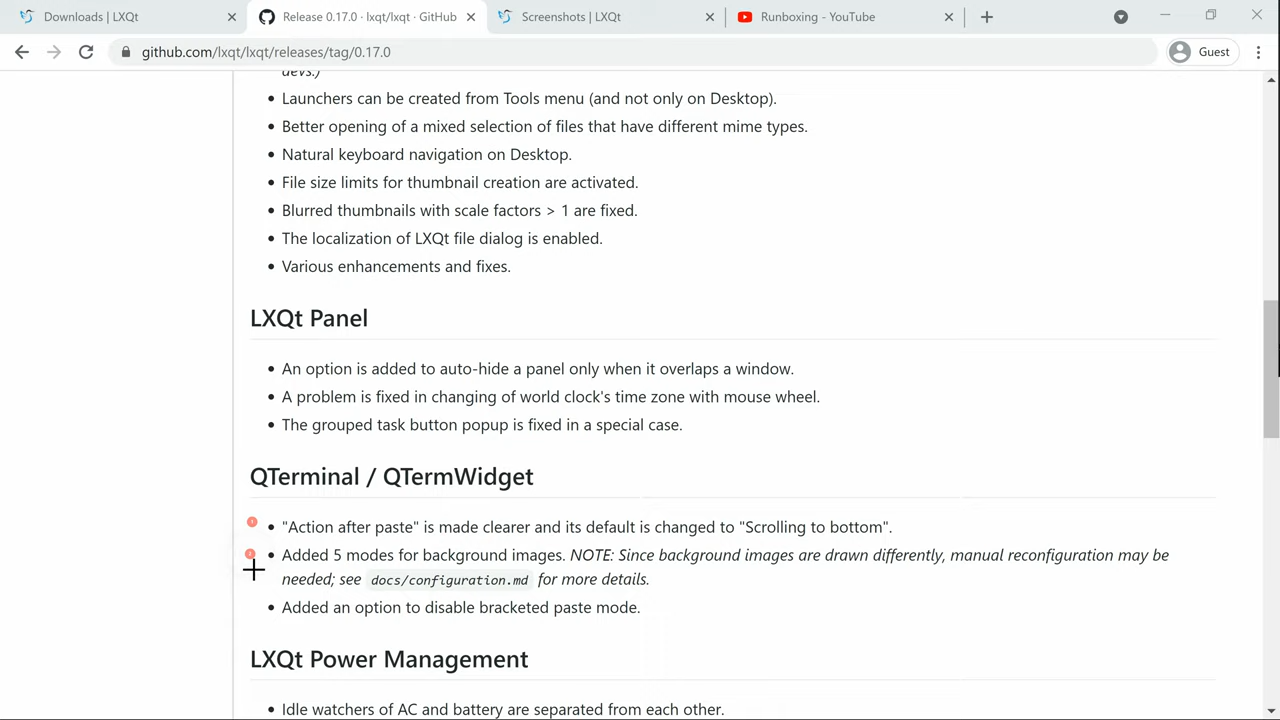 Downloads | LXQt
Release 0.17.0 · lxqt/lxqt · GitHub
Screenshots | LXQt
Runboxing - YouTube
github.com/lxqt/lxqt/releases/tag/0.17.0
Guest
devs.)
Launchers can be created from Tools menu (and not only on Desktop).
Better opening of a mixed selection of files that have different mime types.
Natural keyboard navigation on Desktop.
File size limits for thumbnail creation are activated.
Blurred thumbnails with scale factors > 1 are fixed.
The localization of LXQt file dialog is enabled.
Various enhancements and fixes.
LXQt Panel
An option is added to auto-hide a panel only when it overlaps a window.
A problem is fixed in changing of world clock's time zone with mouse wheel.
The grouped task button popup is fixed in a special case.
QTerminal / QTermWidget
"Action after paste" is made clearer and its default is changed to "Scrolling to bottom".
Added 5 modes for background images. NOTE: Since background images are drawn differently, manual reconfiguration may be
needed; see docs/configuration.md for more details.
Added an option to disable bracketed paste mode.
LXQt Power Management
Idle watchers of AC and battery are separated from each other.